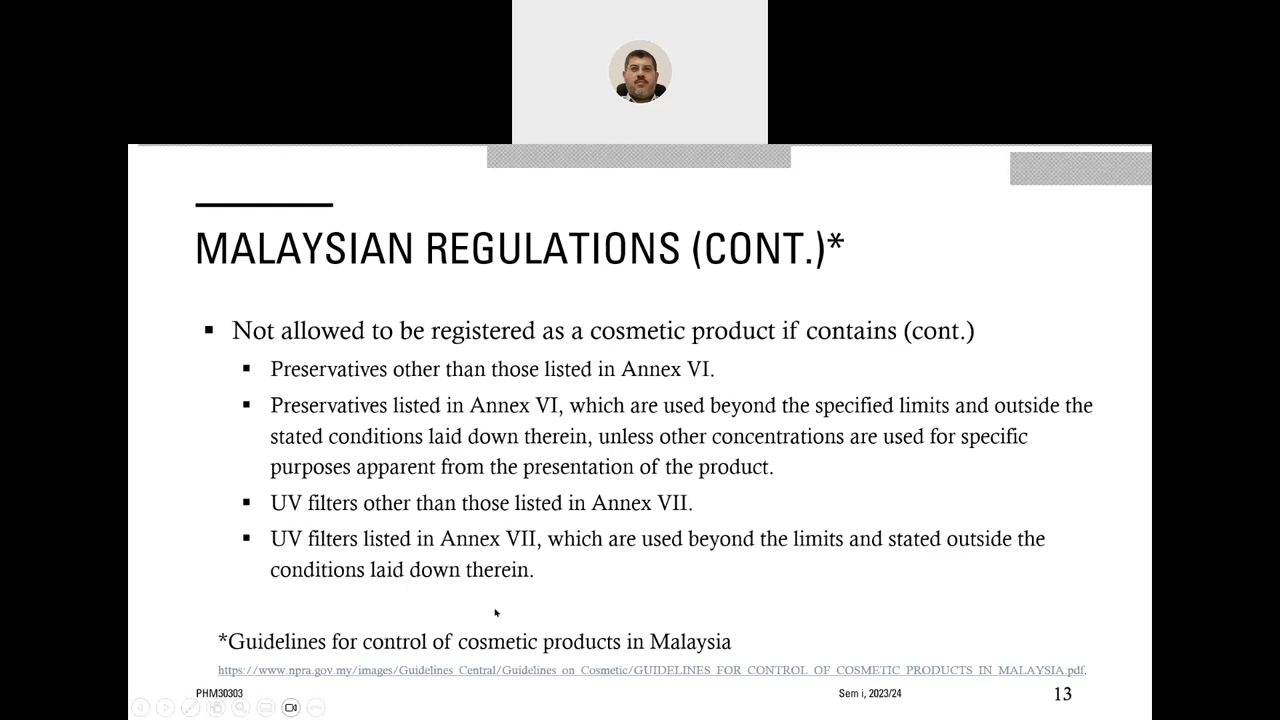 MALAYSIAN REGULATIONS (CONT.)*
▪ Not allowed to be registered as a cosmetic product if contains (cont.)
▪ Preservatives other than those listed in Annex VI.
▪ Preservatives listed in Annex VI, which are used beyond the specified limits and outside the
stated conditions laid down therein, unless other concentrations are used for specific
purposes apparent from the presentation of the product.
▪ UV filters other than those listed in Annex VII.
▪ UV filters listed in Annex VII, which are used beyond the limits and stated outside the
conditions laid down therein.
*Guidelines for control of cosmetic products in Malaysia
https://www.npra.gov.my/images/Guidelines_Central/Guidelines_on_Cosmetic/GUIDELINES_FOR_CONTROL_OF_COSMETIC_PRODUCTS_IN_MALAYSIA.pdf.
PHM30303
Sem i, 2023/24
13